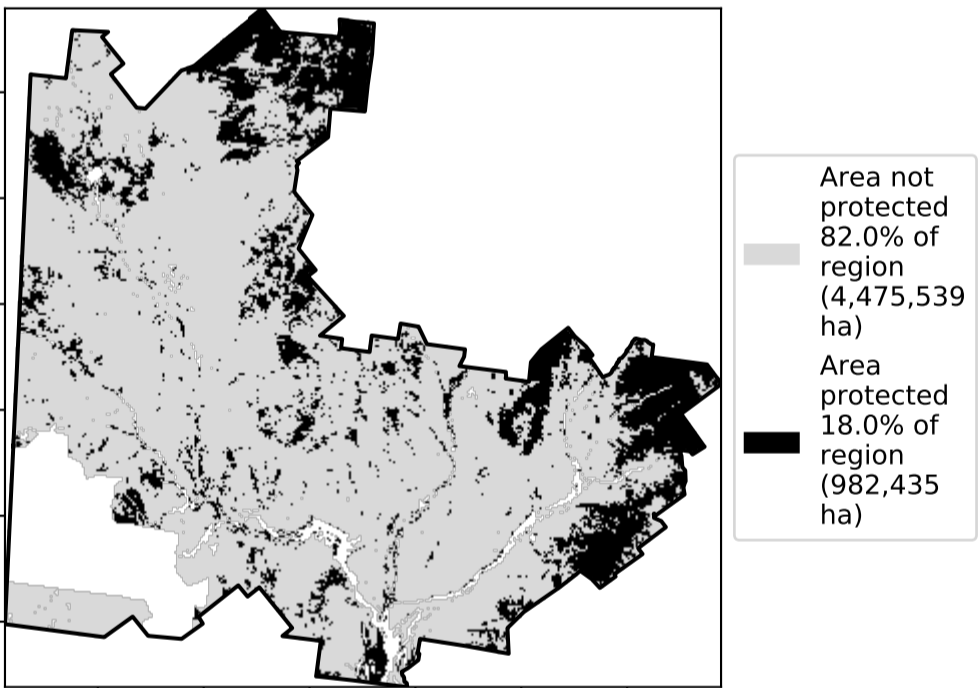 Area not
protected
82.0% of
region
(4,475,539
ha)
Area
protected
18.0% of
region
(982,435
ha)